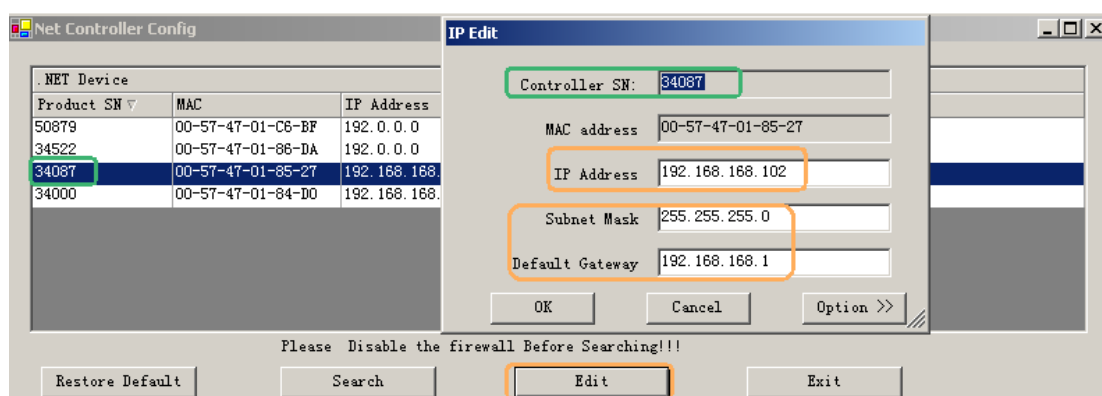 Net Controller Config
.NET Device
Product SN MAC IP Address
50879 00-57-47-01-C6-BF 192.0.0.0
34522 00-57-47-01-86-DA 192.0.0.0
34087 00-57-47-01-85-27 192.168.168.
34000 00-57-47-01-84-D0 192.168.168.
IP Edit
Controller SN: 34087
MAC address 00-57-47-01-85-27
IP Address 192.168.168.102
Subnet Mask 255.255.255.0
Default Gateway 192.168.168.1
OK Cancel Option >>
Please Disable the firewall Before Searching!!!
Restore Default Search Edit Exit